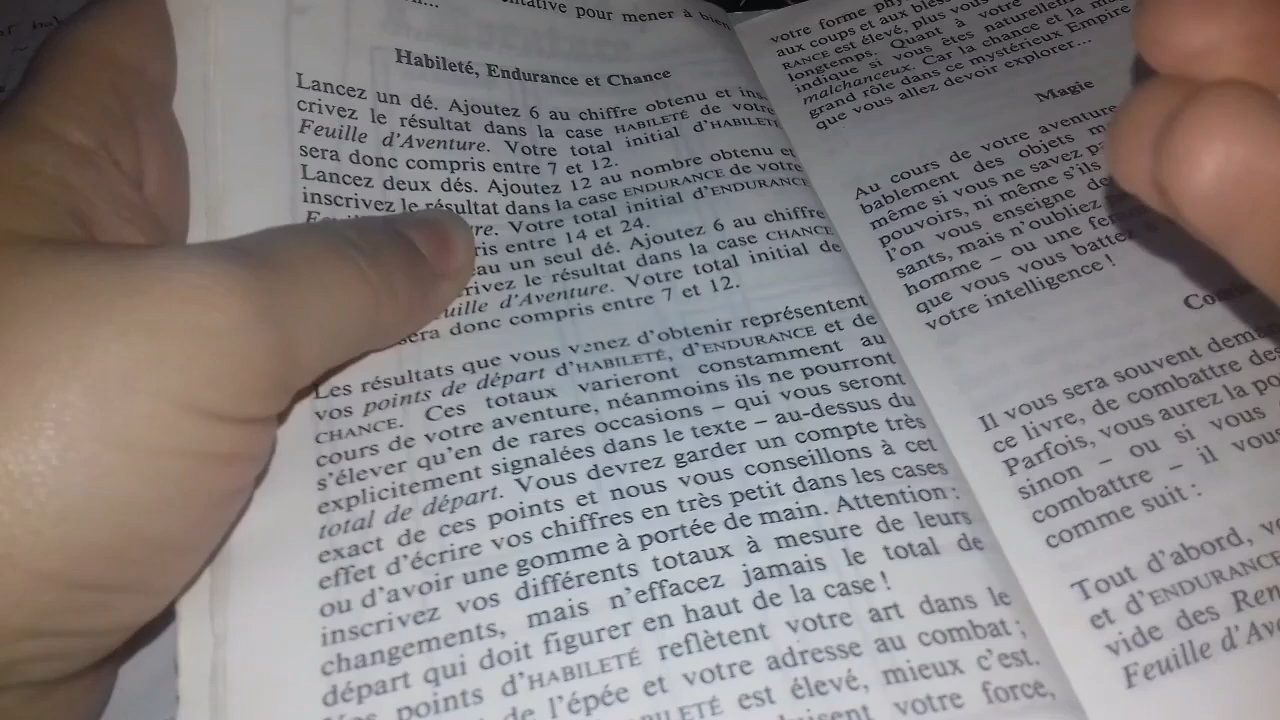 pour mener à bien
Habileté, Endurance et Chance
Lancez un dé. Ajoutez 6 au chiffre obtenu et ins-
crivez le résultat dans la case HABILETÉ de votre
Feuille d'Aventure. Votre total initial d'HABILETÉ
sera donc compris entre 7 et 12.
Lancez deux dés. Ajoutez 12 au nombre obtenu et
inscrivez le résultat dans la case ENDURANCE de votre
Votre total initial d'ENDURANCE
entre 14 et 24.
un seul dé. Ajoutez 6 au chiffre
le résultat dans la case CHANCE
d'Aventure. Votre total initial de
sera donc compris entre 7 et 12.
Les résultats que vous venez d'obtenir représentent
vos points de départ d'HABILETÉ, d'ENDURANCE et de
CHANCE. Ces totaux varieront constamment au
cours de votre aventure, néanmoins ils ne pourront
s'élever qu'en de rares occasions – qui vous seront
explicitement signalées dans le texte – au-dessus du
total de départ. Vous devrez garder un compte très
exact de ces points et nous vous conseillons à cet
effet d'écrire vos chiffres en très petit dans les cases
ou d'avoir une gomme à portée de main. Attention :
inscrivez vos différents totaux à mesure de leurs
changements, mais n'effacez jamais le total de
départ qui doit figurer en haut de la case !
points d'HABILETÉ reflètent votre art dans le
de l'épée et votre adresse au combat ;
est élevé, mieux c'est.
votre force,
votre forme
aux coups et aux
RANCE est élevé, plus vous
longtemps. Quant à votre
indique si vous êtes naturellement
malchanceux. Car la chance et la
grand rôle dans ce mystérieux Empire
que vous allez devoir explorer...
Magie
Au cours de votre aventure
bablement des objets
même si vous ne savez
pouvoirs, ni même s'ils
l'on vous enseigne
sants, mais n'oubliez
homme – ou une
que vous vous battez
votre intelligence !
Il vous sera souvent
ce livre, de combattre des
Parfois, vous aurez la
sinon – ou si vous
combattre – il vous
comme suit :
Tout d'abord,
et d'ENDURANCE
vide des
Feuille